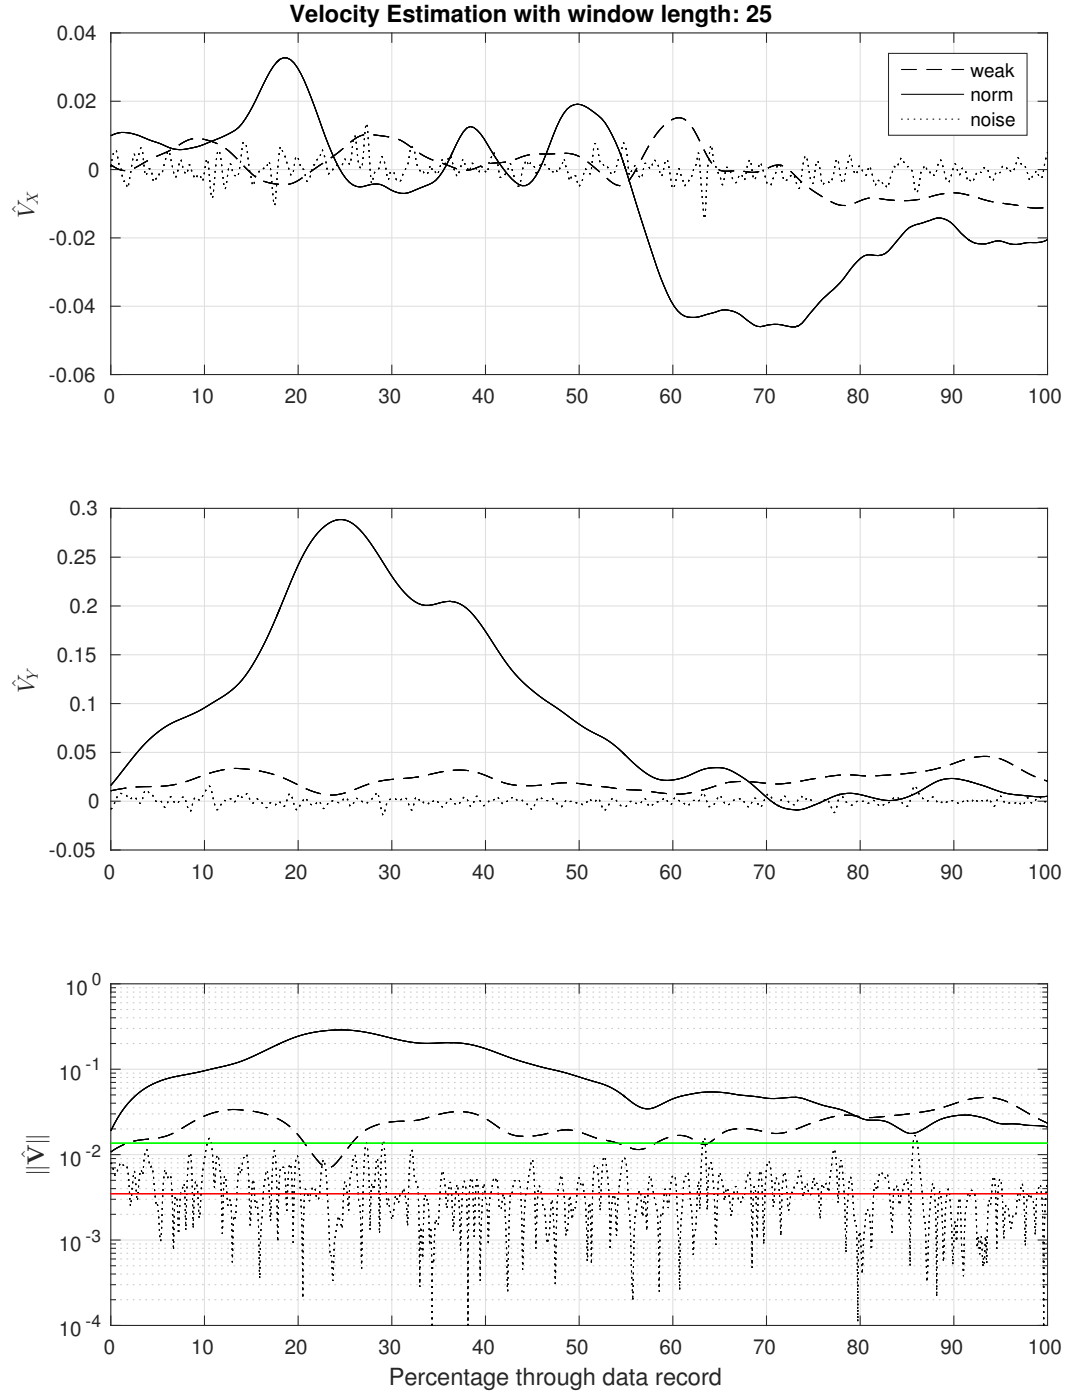 Velocity Estimation with window length: 25
0.04
0.02
0
-0.02
-0.04
-0.06
V̂_X
weak
norm
noise
0 10 20 30 40 50 60 70 80 90 100
0.3
0.25
0.2
0.15
0.1
0.05
0
-0.05
V̂_Y
0 10 20 30 40 50 60 70 80 90 100
10^0
10^-1
10^-2
10^-3
10^-4
||V̂||
0 10 20 30 40 50 60 70 80 90 100
Percentage through data record